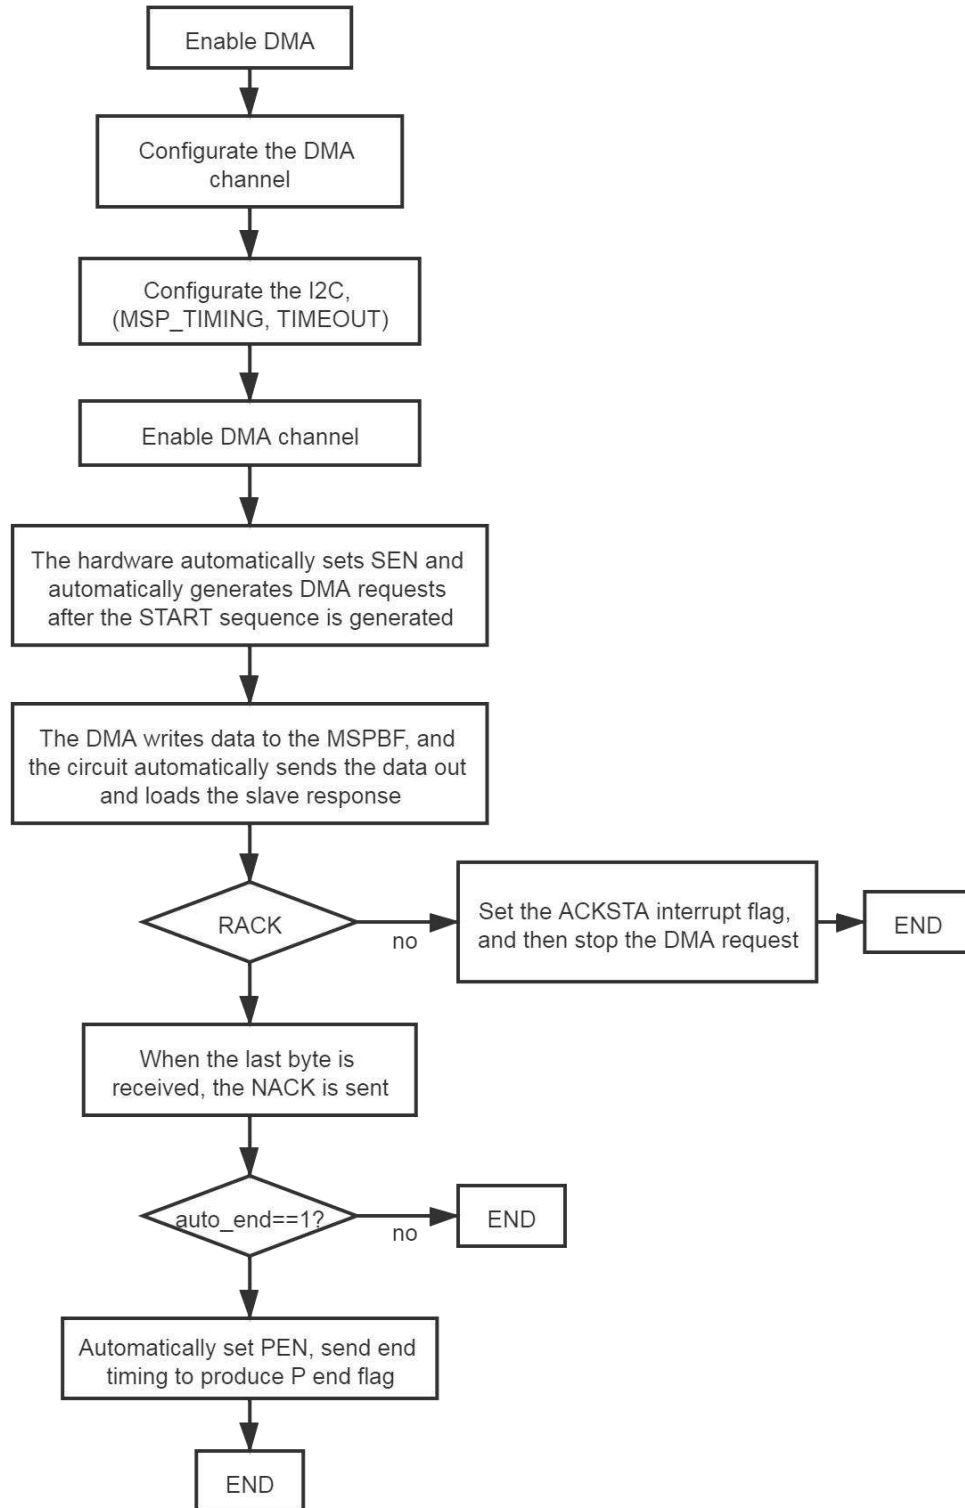 Enable DMA
Configurate the DMA
channel
Configurate the I2C,
(MSP_TIMING, TIMEOUT)
Enable DMA channel
The hardware automatically sets SEN and
automatically generates DMA requests
after the START sequence is generated
The DMA writes data to the MSPBF, and
the circuit automatically sends the data out
and loads the slave response
RACK
no
Set the ACKSTA interrupt flag,
and then stop the DMA request
END
When the last byte is
received, the NACK is sent
auto_end==1?
no
END
Automatically set PEN, send end
timing to produce P end flag
END